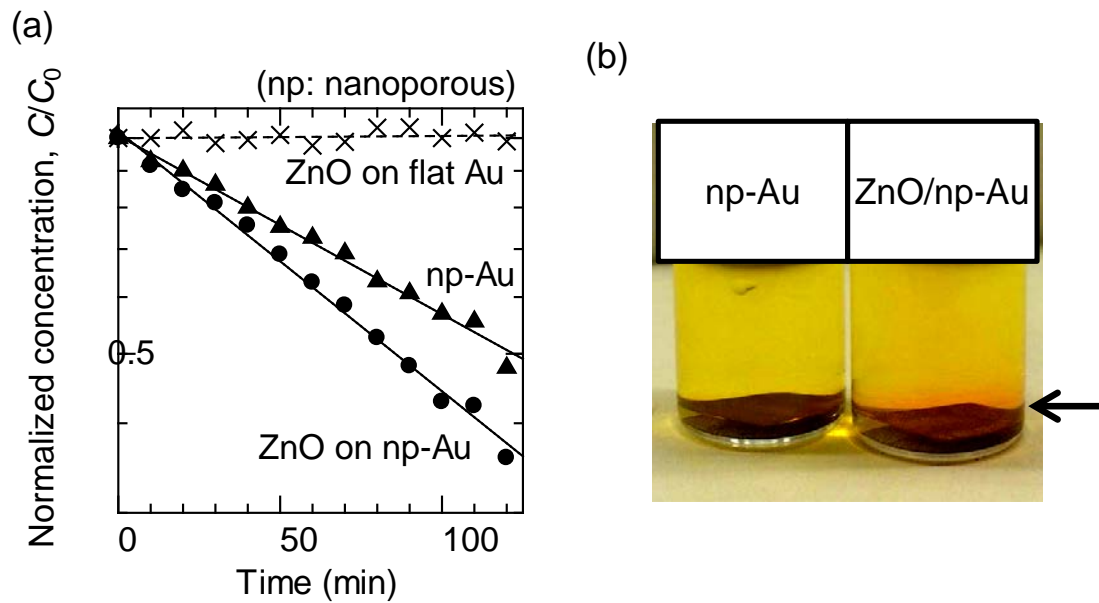 (a)
(np: nanoporous)
Normalized concentration, C/C0
ZnO on flat Au
np-Au
0.5
ZnO on np-Au
0 50 100
Time (min)
(b)
np-Au ZnO/np-Au